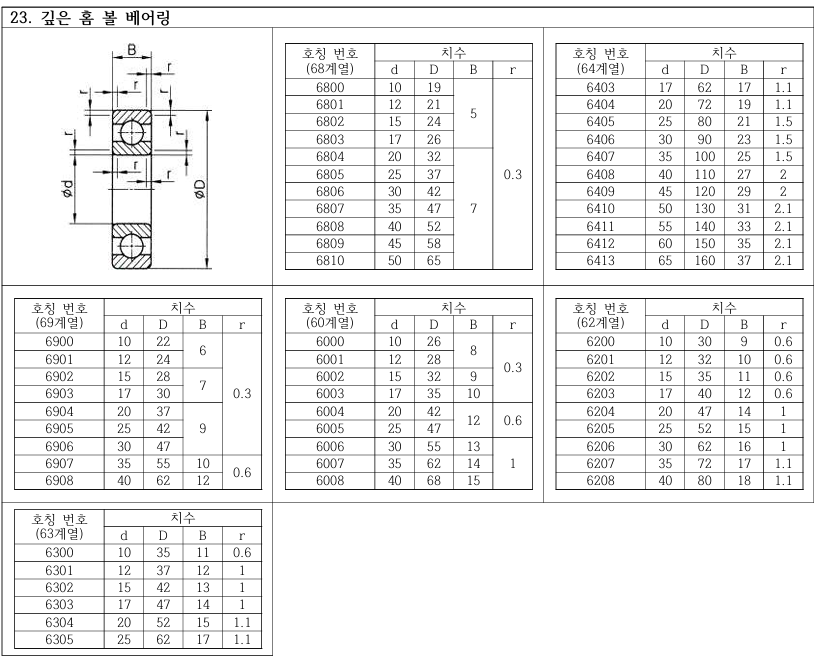 23. 깊은 홈 볼 베어링
B
r
r
r
r
r
r
r
r
ød
øD
호칭 번호
(68계열)
치수
d D B r
6800 10 19 5 0.3
6801 12 21
6802 15 24
6803 17 26
6804 20 32 7
6805 25 37
6806 30 42
6807 35 47
6808 40 52
6809 45 58
6810 50 65
호칭 번호
(64계열)
치수
d D B r
6403 17 62 17 1.1
6404 20 72 19 1.1
6405 25 80 21 1.5
6406 30 90 23 1.5
6407 35 100 25 1.5
6408 40 110 27 2
6409 45 120 29 2
6410 50 130 31 2.1
6411 55 140 33 2.1
6412 60 150 35 2.1
6413 65 160 37 2.1
호칭 번호
(69계열)
치수
d D B r
6900 10 22 6 0.3
6901 12 24
6902 15 28 7
6903 17 30
6904 20 37 9
6905 25 42
6906 30 47
6907 35 55 10 0.6
6908 40 62 12
호칭 번호
(60계열)
치수
d D B r
6000 10 26 8 0.3
6001 12 28
6002 15 32 9
6003 17 35 10
6004 20 42 12 0.6
6005 25 47
6006 30 55 13 1
6007 35 62 14
6008 40 68 15
호칭 번호
(62계열)
치수
d D B r
6200 10 30 9 0.6
6201 12 32 10 0.6
6202 15 35 11 0.6
6203 17 40 12 0.6
6204 20 47 14 1
6205 25 52 15 1
6206 30 62 16 1
6207 35 72 17 1.1
6208 40 80 18 1.1
호칭 번호
(63계열)
치수
d D B r
6300 10 35 11 0.6
6301 12 37 12 1
6302 15 42 13 1
6303 17 47 14 1
6304 20 52 15 1.1
6305 25 62 17 1.1